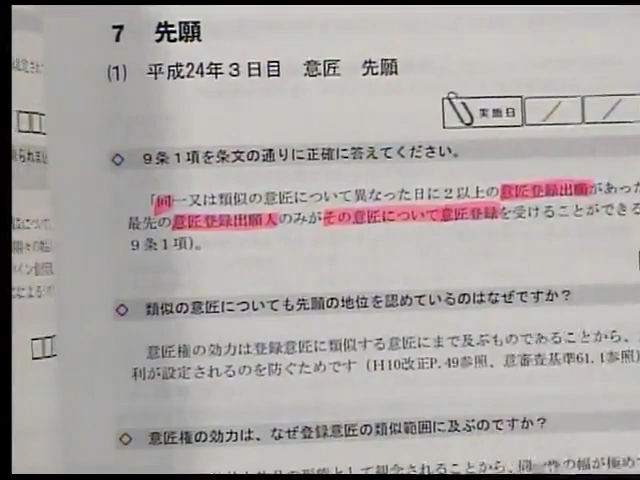 7 先願
(1) 平成24年3日目 意匠 先願
実施日
◇ 9条1項を条文の通りに正確に答えてください。
「同一又は類似の意匠について異なった日に2以上の意匠登録出願があった
最先の意匠登録出願人のみがその意匠について意匠登録を受けることができる
9条1項)。
◇ 類似の意匠についても先願の地位を認めているのはなぜですか?
意匠権の効力は登録意匠に類似する意匠にまで及ぶものであることから、
利が設定されるのを防ぐためです(H10改正P.49参照、意審査基準61.1参照)
◇ 意匠権の効力は、なぜ登録意匠の類似範囲に及ぶのですか?